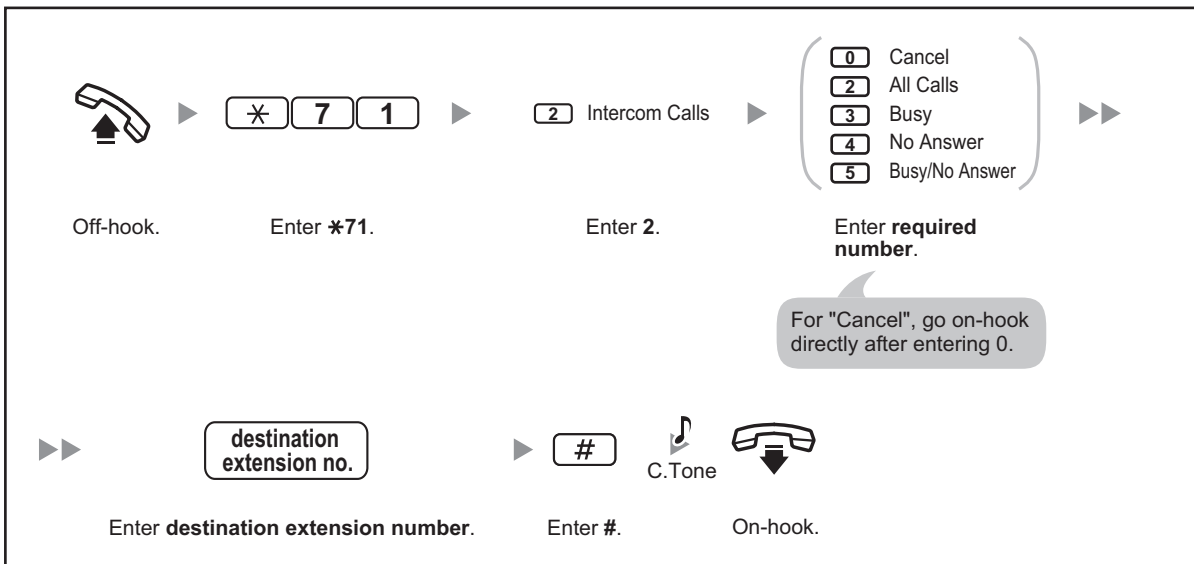 ✳ 7 1
2 Intercom Calls
0 Cancel
2 All Calls
3 Busy
4 No Answer
5 Busy/No Answer
Off-hook.
Enter ✳71.
Enter 2.
Enter required
number.
For "Cancel", go on-hook
directly after entering 0.
destination
extension no.
#
C.Tone
Enter destination extension number.
Enter #.
On-hook.